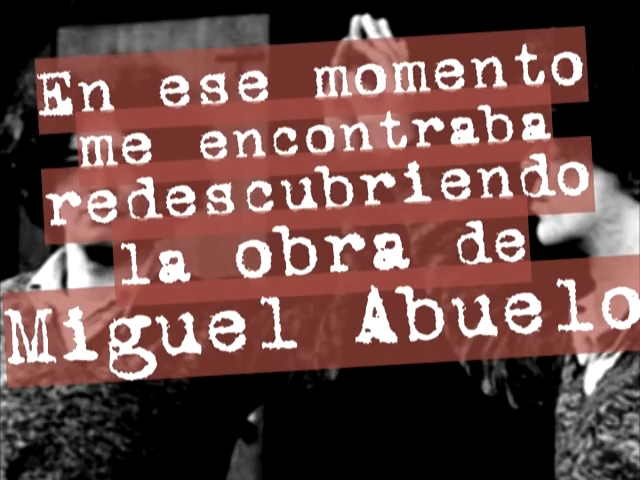 En ese momento
me encontraba
redescubriendo
la obra de
Miguel Abuelo